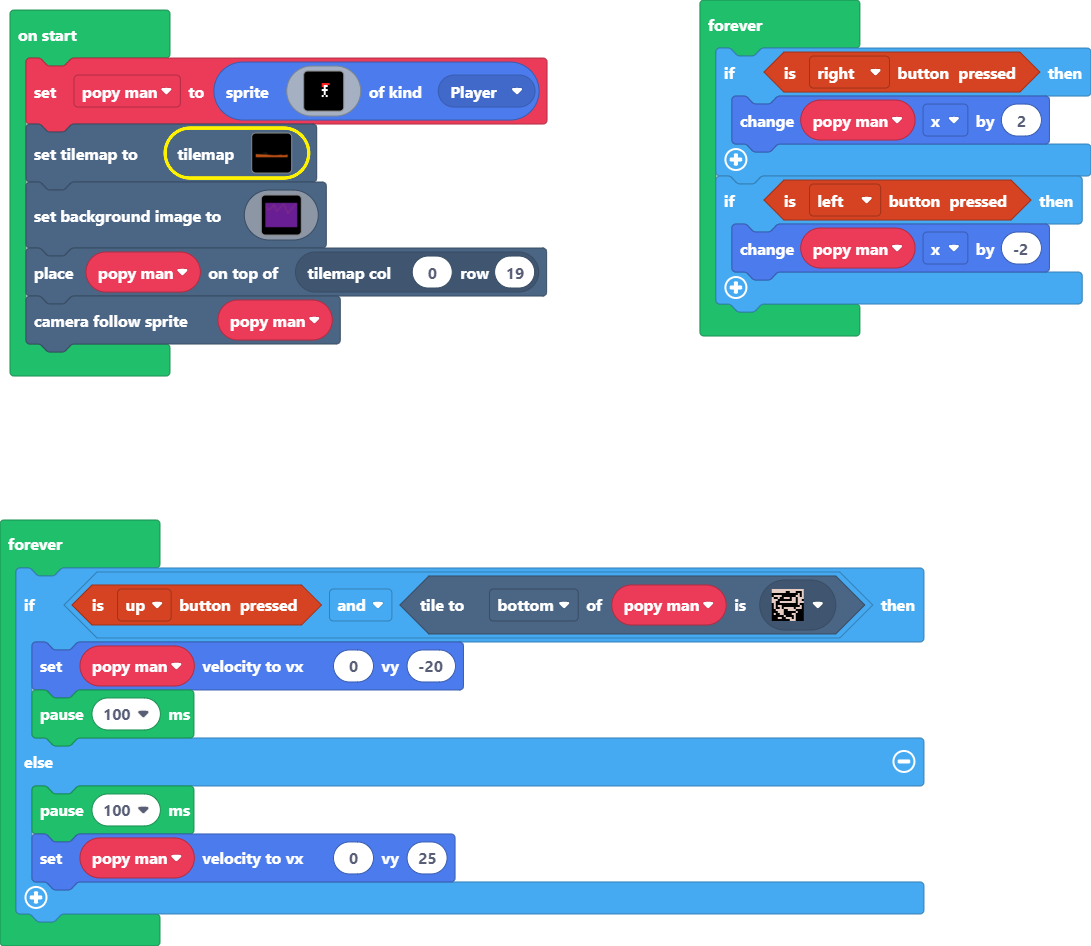 on start
set popy man to sprite of kind Player
set tilemap to tilemap
set background image to
place popy man on top of tilemap col 0 row 19
camera follow sprite popy man
forever
if is right button pressed then
change popy man x by 2
if is left button pressed then
change popy man x by -2
forever
if is up button pressed and tile to bottom of popy man is then
set popy man velocity to vx 0 vy -20
pause 100 ms
else
pause 100 ms
set popy man velocity to vx 0 vy 25